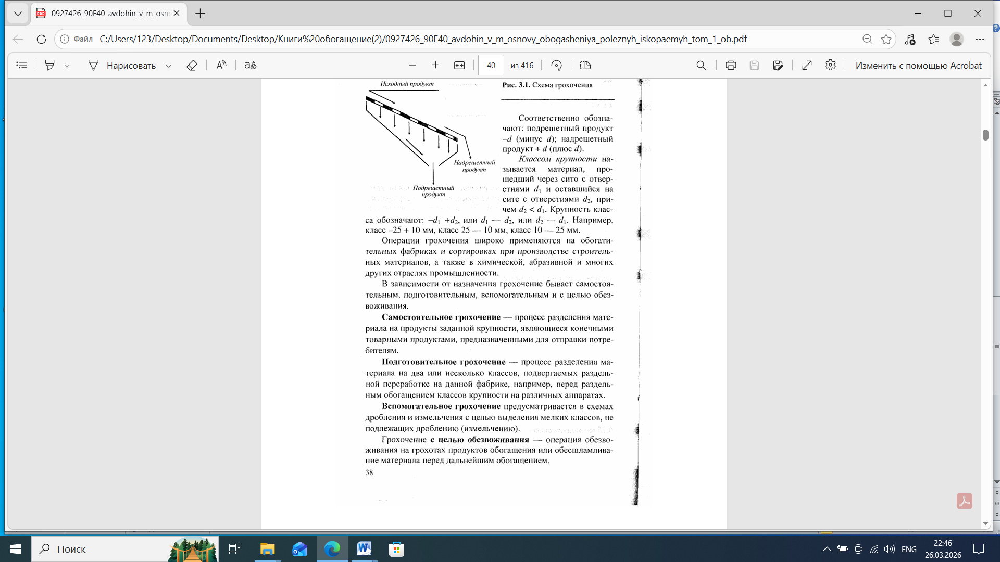 0927426_90F40_avdohin_v_m_osno
Файл
C:/Users/123/Desktop/Documents/Desktop/Книги%20обогащение(2)/0927426_90F40_avdohin_v_m_osnovy_obogasheniya_poleznyh_iskopaemyh_tom_1_ob.pdf
Нарисовать
40 из 416
Изменить с помощью Acrobat
Исходный продукт
Надрешетный
продукт
Подрешетный
продукт
Рис. 3.1. Схема грохочения
Соответственно обозна-
чают: подрешетный продукт
–d (минус d); надрешетный
продукт + d (плюс d).
Классом крупности на-
зывается материал, про-
шедший через сито с отвер-
стиями d1 и оставшийся на
сите с отверстиями d2, при-
чем d2 < d1. Крупность клас-
са обозначают: –d1 +d2, или d1 — d2, или d2 — d1. Например,
класс –25 + 10 мм, класс 25 — 10 мм, класс 10 — 25 мм.
Операции грохочения широко применяются на обогати-
тельных фабриках и сортировках при производстве строитель-
ных материалов, а также в химической, абразивной и многих
других отраслях промышленности.
В зависимости от назначения грохочение бывает самостоя-
тельным, подготовительным, вспомогательным и с целью обез-
воживания.
Самостоятельное грохочение — процесс разделения мате-
риала на продукты заданной крупности, являющиеся конечными
товарными продуктами, предназначенными для отправки потре-
бителям.
Подготовительное грохочение — процесс разделения ма-
териала на два или несколько классов, подвергаемых раздель-
ной переработке на данной фабрике, например, перед раздель-
ным обогащением классов крупности на различных аппаратах.
Вспомогательное грохочение предусматривается в схемах
дробления и измельчения с целью выделения мелких классов, не
подлежащих дроблению (измельчению).
Грохочение с целью обезвоживания — операция обезво-
живания на грохотах продуктов обогащения или обесшламлива-
ние материала перед дальнейшим обогащением.
38
Поиск
ENG
22:46
26.03.2026